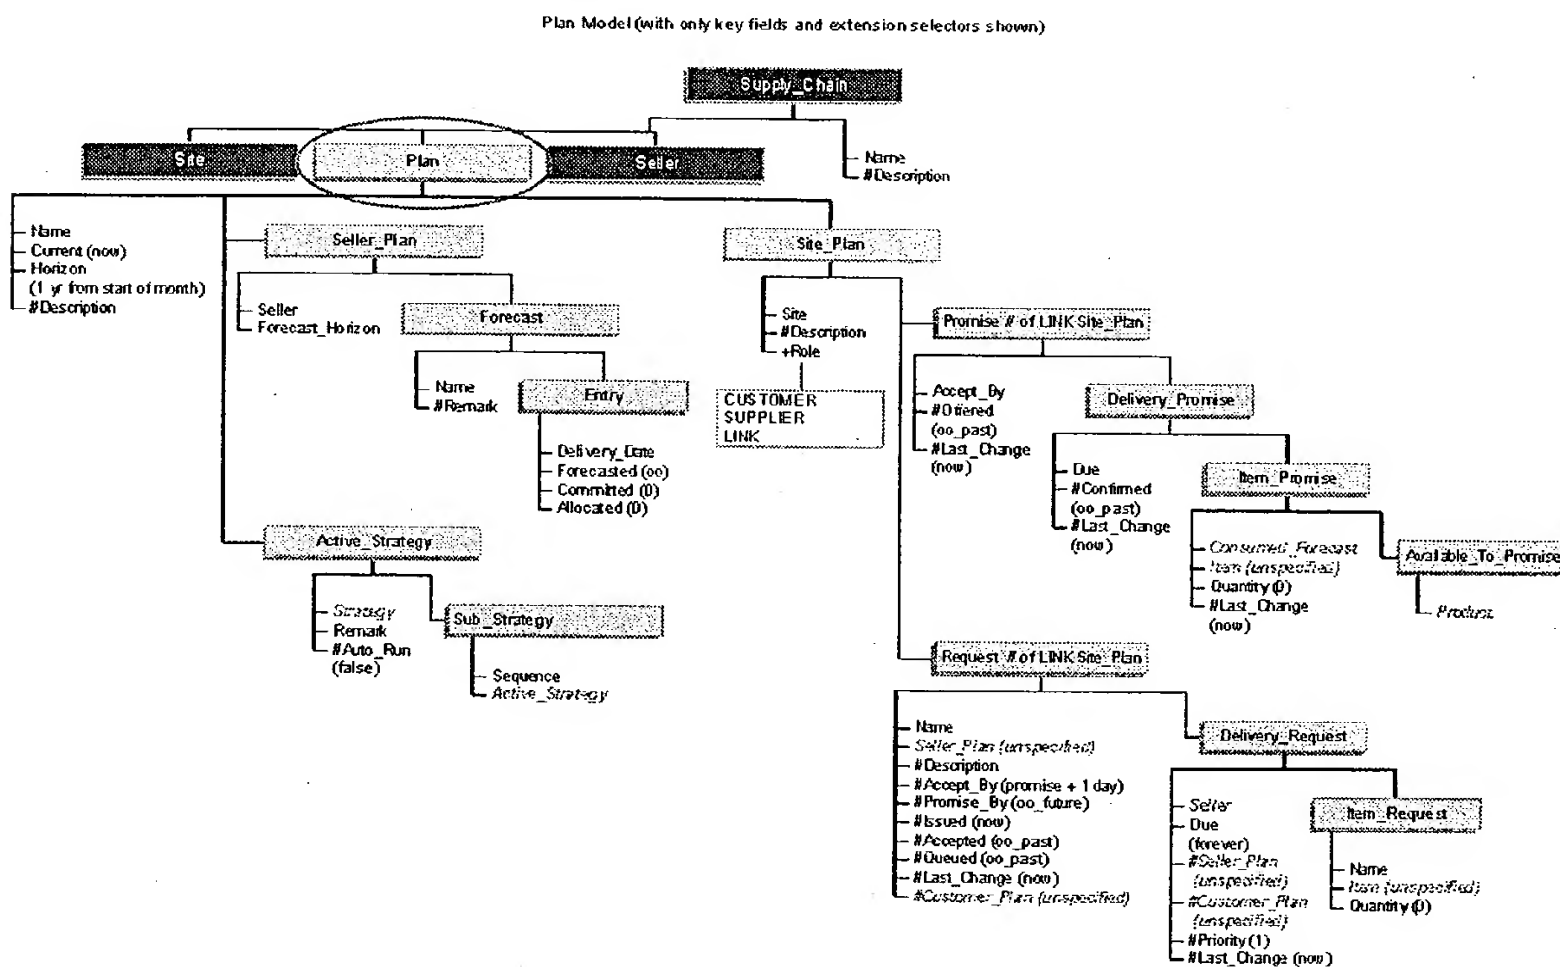 Plan Model (with only key fields and extension selectors shown)
Supply_Chain
Name
#Description
Site
Plan
Seller
Name
Current (now)
Horizon
(1 yr from start of month)
#Description
Seller_Plan
Seller
Forecast_Horizon
Forecast
Name
#Remark
Entry
Delivery_Date
Forecasted (oo)
Committed (0)
Allocated (0)
Active_Strategy
Strategy
Remark
#Auto_Run
(false)
Sub_Strategy
Sequence
Active_Strategy
Site_Plan
Site
#Description
+Role
CUSTOMER
SUPPLIER
LINK
Promise # of LINK Site_Plan
Accept_By
#Offered
(oo_past)
#Last_Change
(now)
Delivery_Promise
Due
#Confirmed
(oo_past)
#Last_Change
(now)
Item_Promise
Consumed_Forecast
Item (unspecified)
Quantity (0)
#Last_Change
(now)
Available_To_Promise
Product
Request # of LINK Site_Plan
Name
Seller_Plan (unspecified)
#Description
#Accept_By (promise + 1 day)
#Promise_By (oo_future)
#Issued (now)
#Accepted (oo_past)
#Queued (oo_past)
#Last_Change (now)
#Customer_Plan (unspecified)
Delivery_Request
Seller
Due
(forever)
#Seller_Plan
(unspecified)
#Customer_Plan
(unspecified)
#Priority (1)
#Last_Change (now)
Item_Request
Name
Item (unspecified)
Quantity (0)